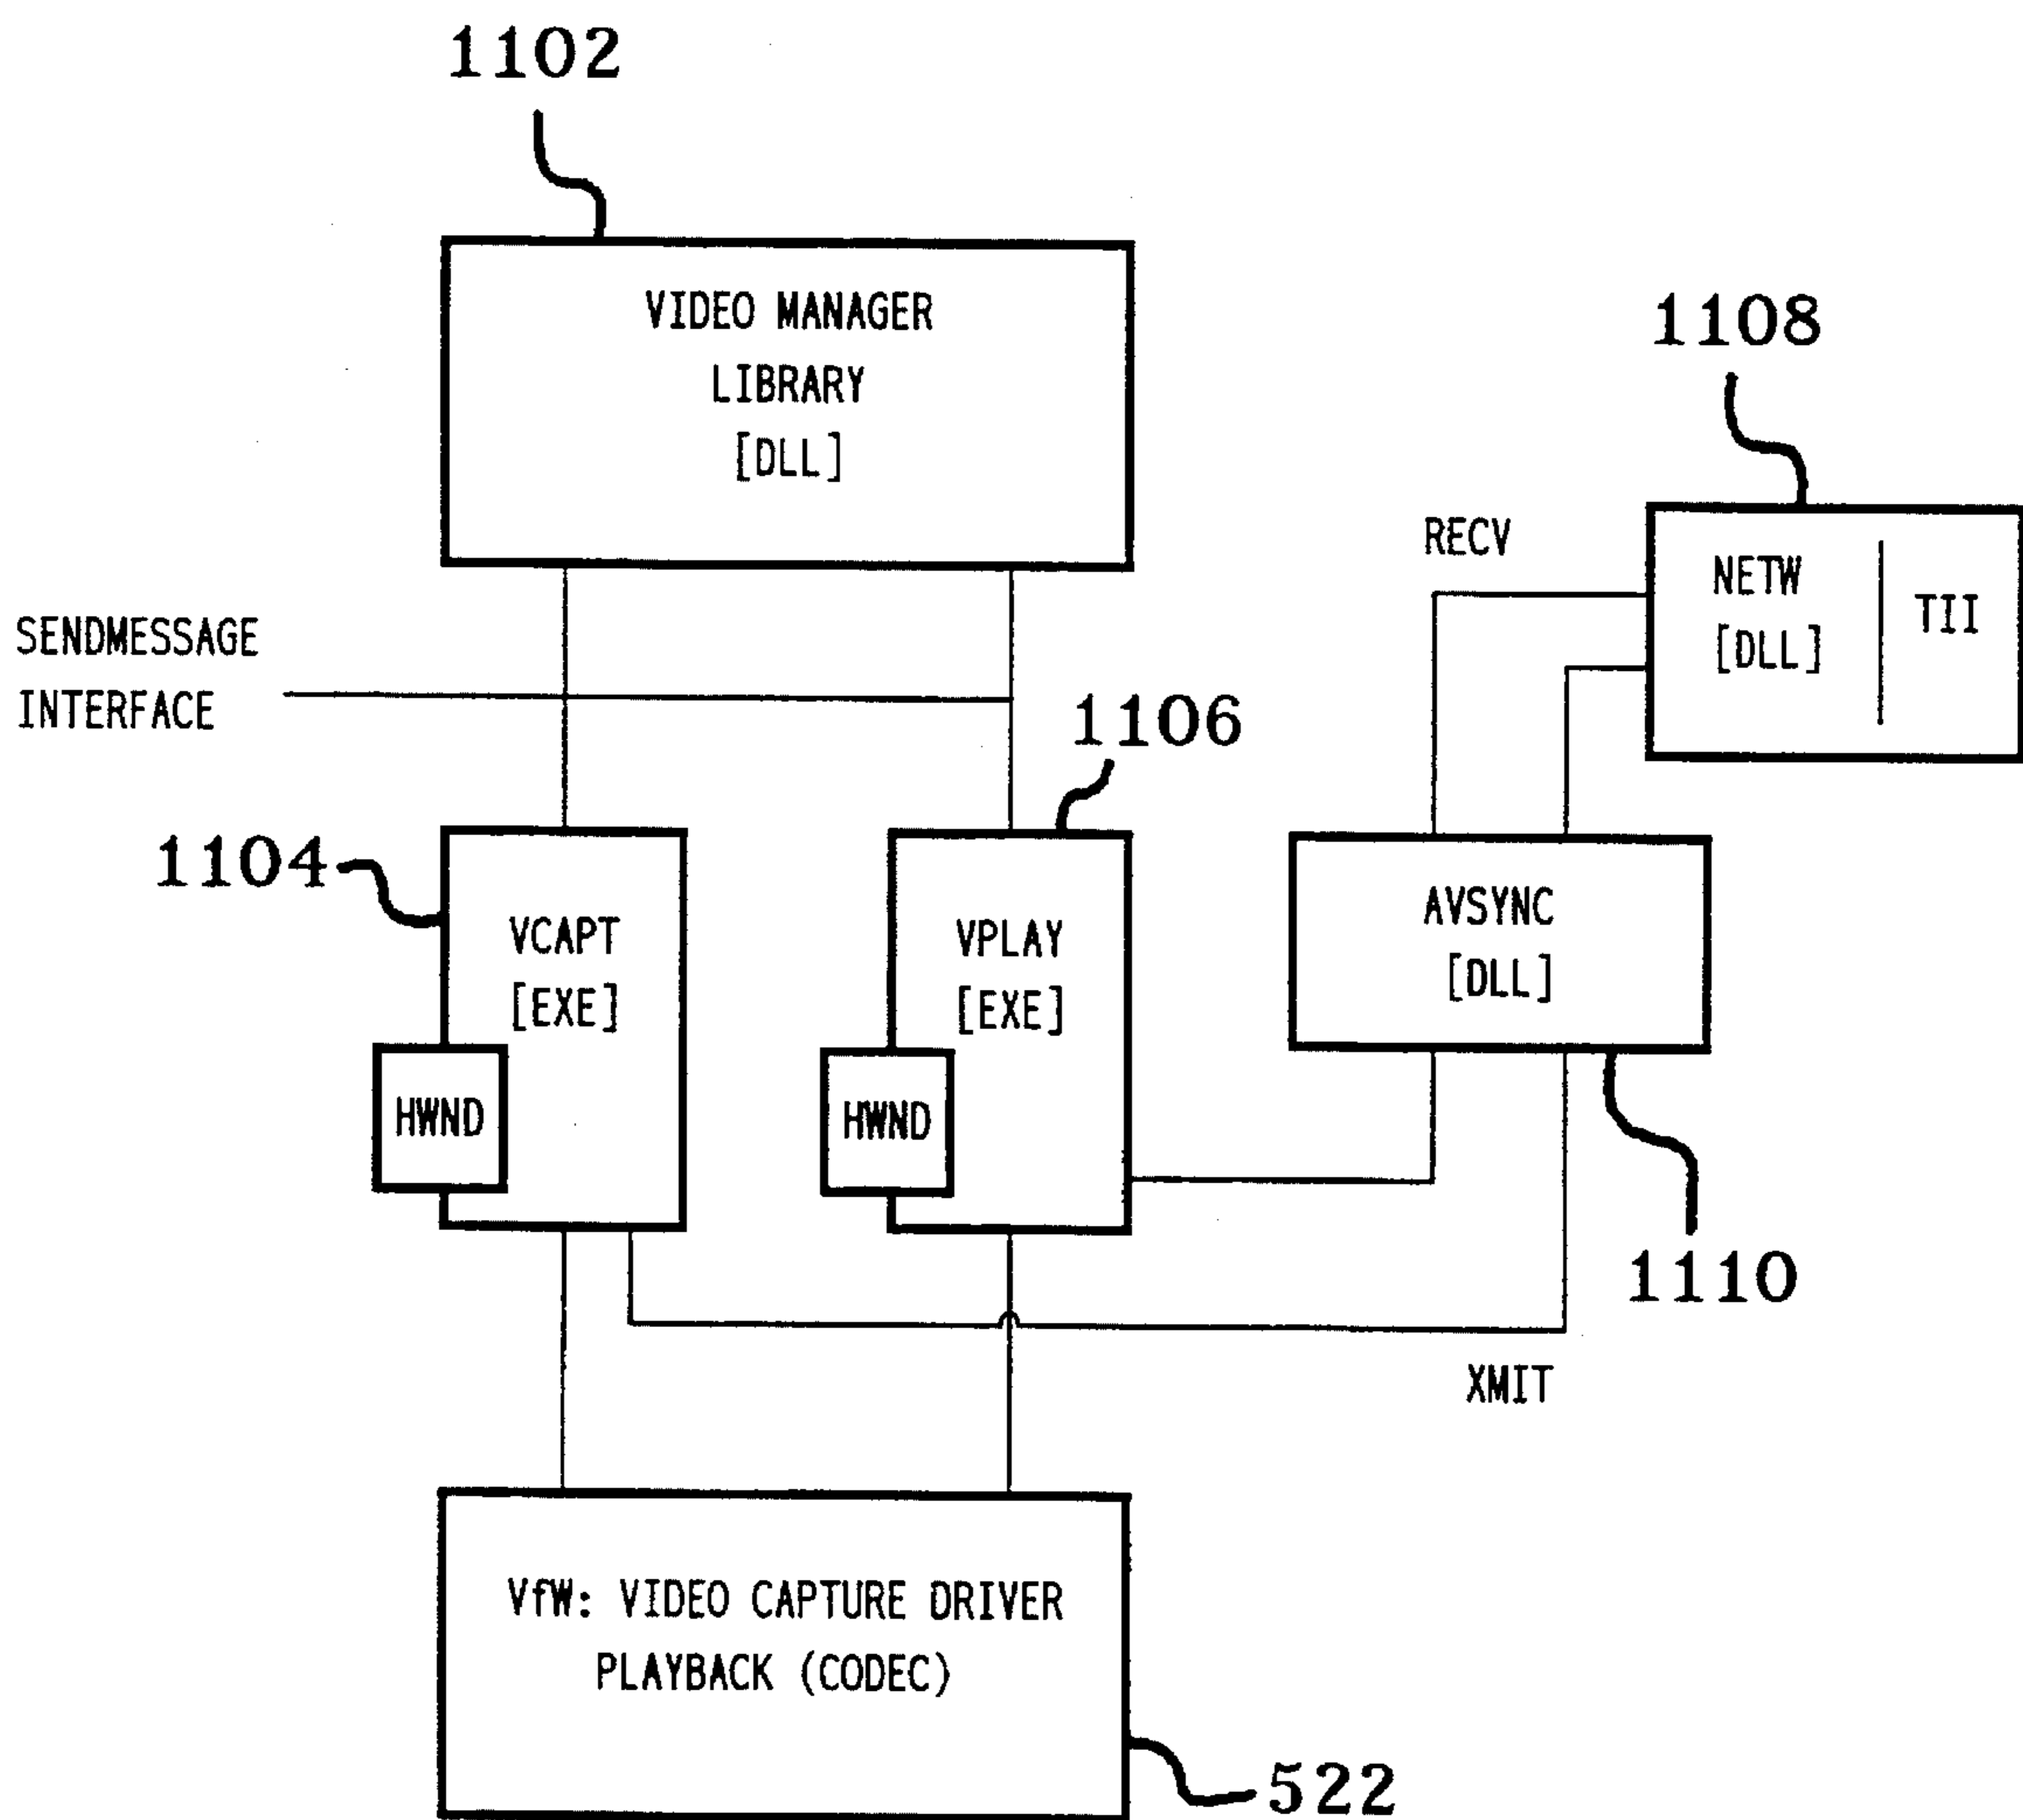 1102
VIDEO MANAGER
LIBRARY
[DLL]
1108
RECV
NETW
[DLL]
TII
SENDMESSAGE
INTERFACE
1106
1104
VCAPT
[EXE]
HWND
VPLAY
[EXE]
HWND
AVSYNC
[DLL]
1110
XMIT
VfW: VIDEO CAPTURE DRIVER
PLAYBACK (CODEC)
522